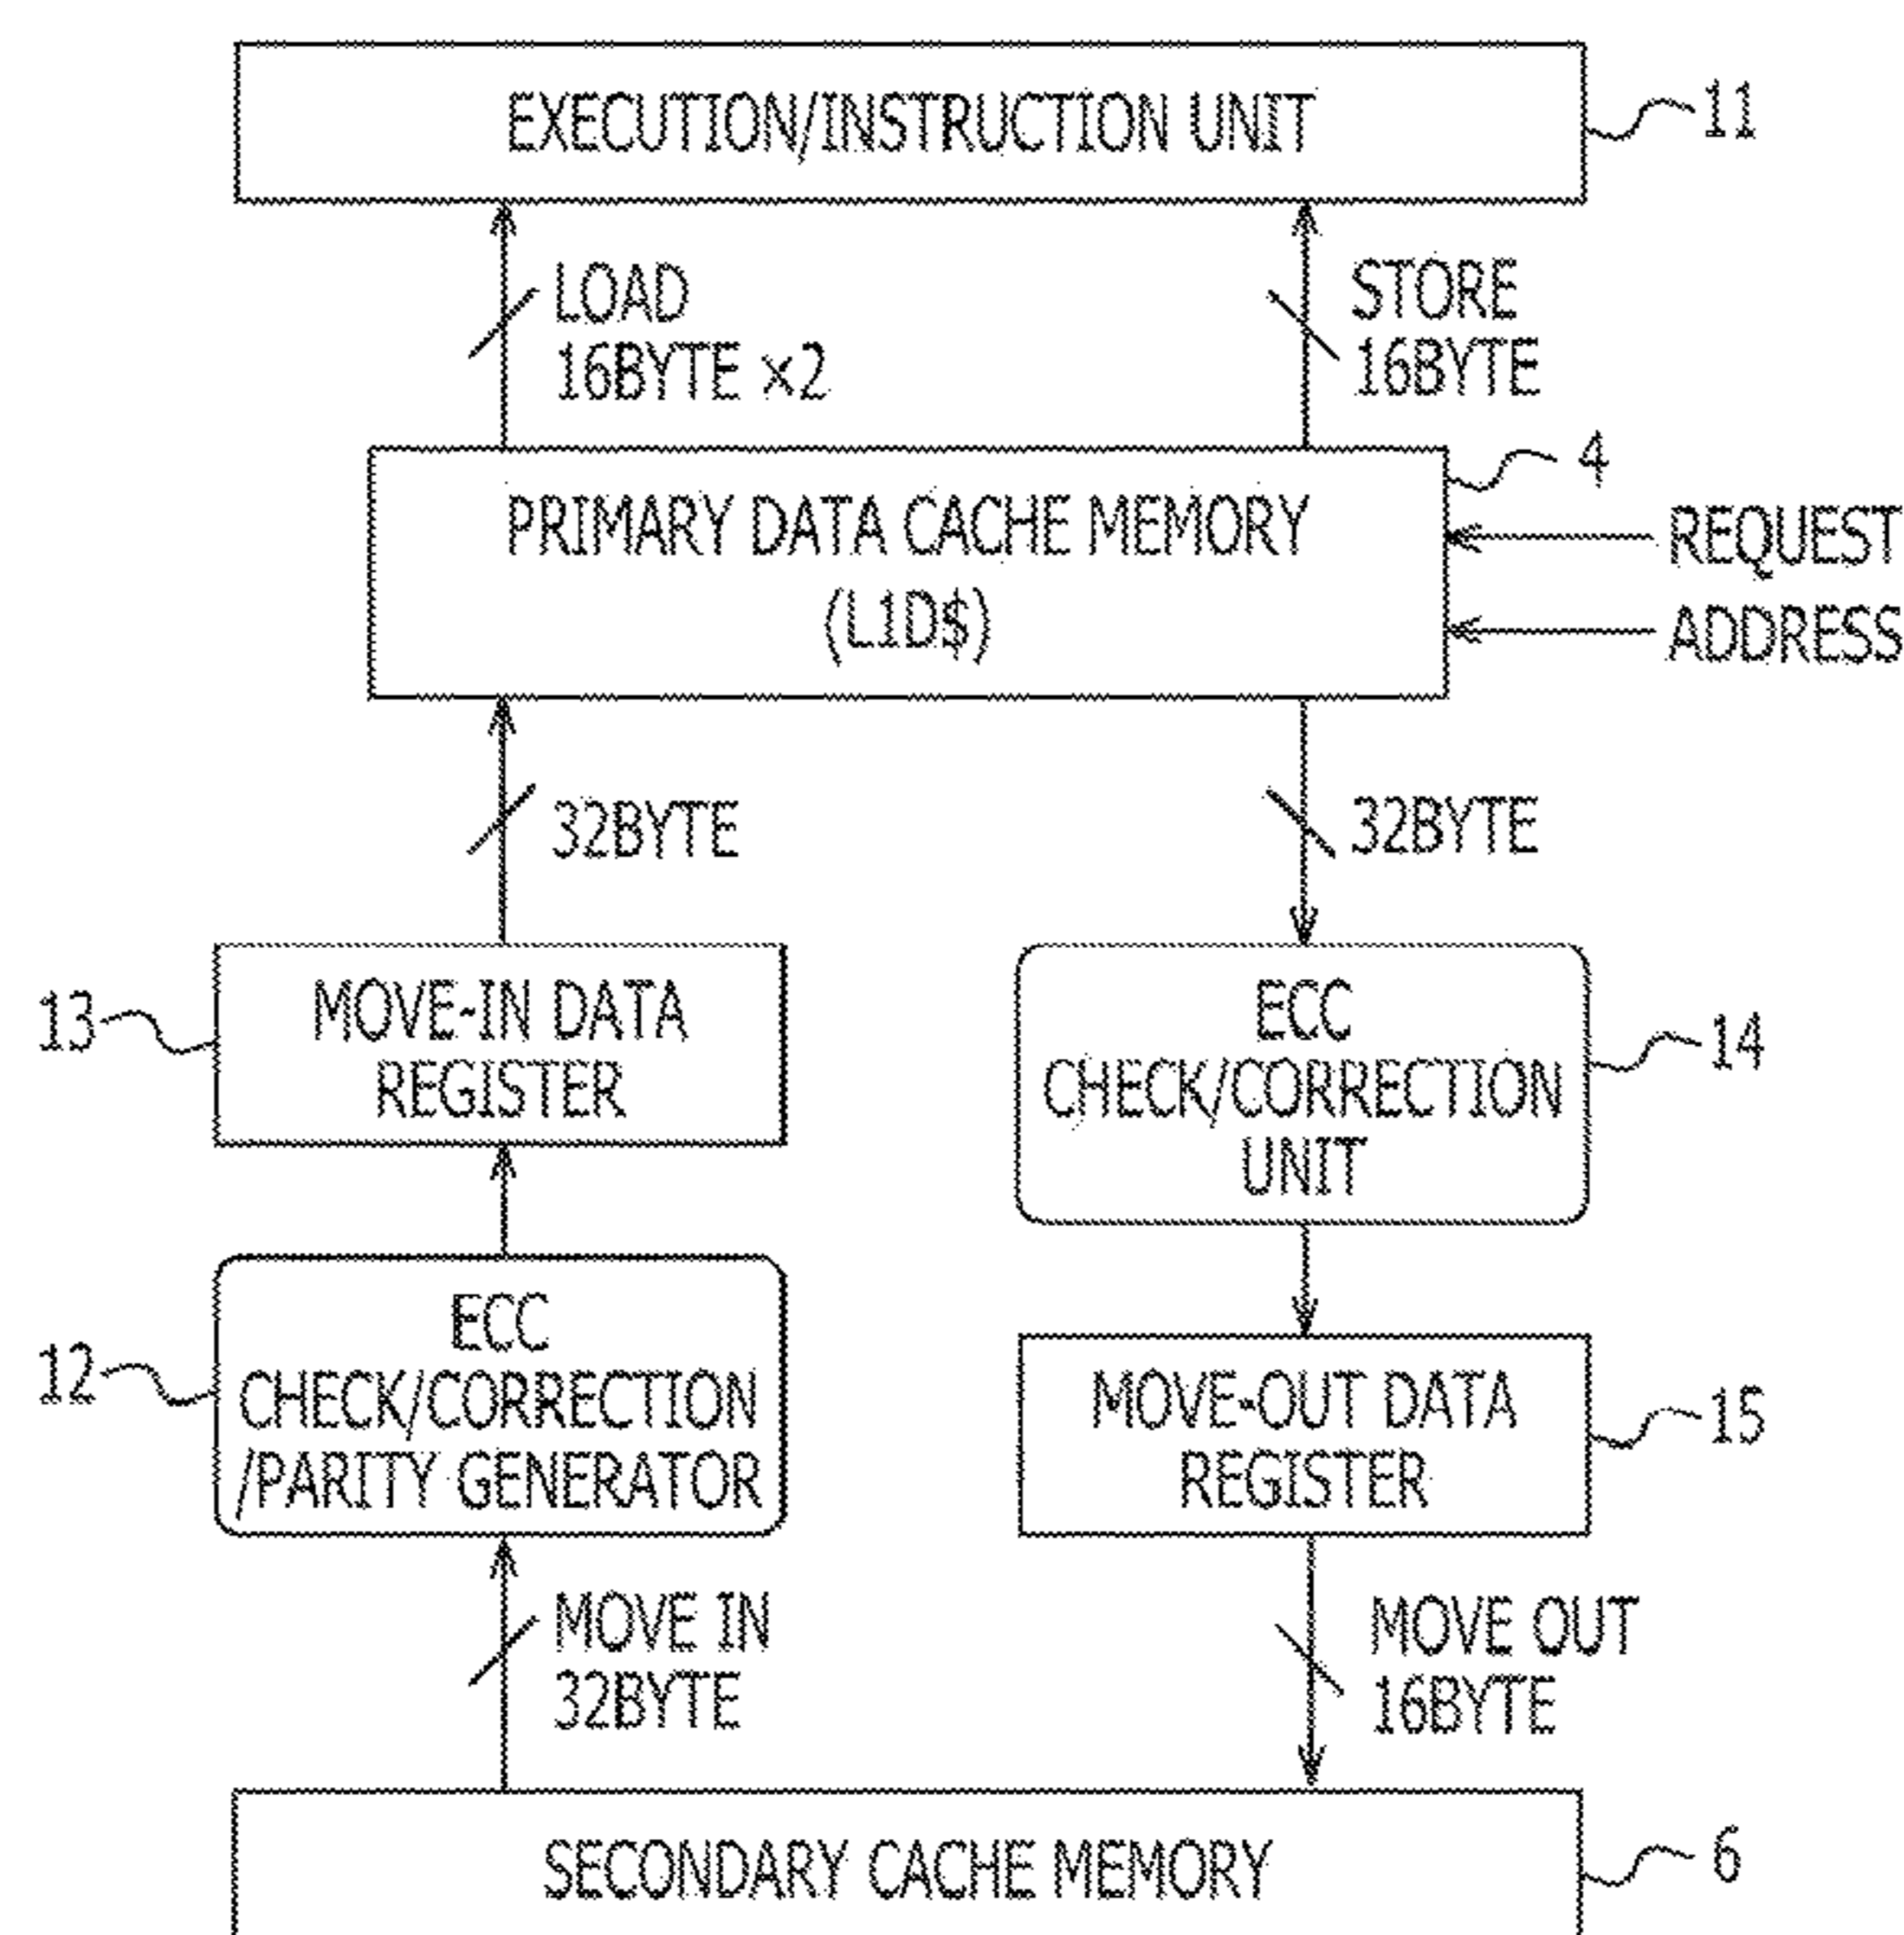 EXECUTION/INSTRUCTION UNIT
11
LOAD
16BYTE ×2
STORE
16BYTE
4
PRIMARY DATA CACHE MEMORY
(L1D$)
REQUEST
ADDRESS
32BYTE
32BYTE
13
MOVE-IN DATA
REGISTER
ECC
CHECK/CORRECTION
UNIT
14
12
ECC
CHECK/CORRECTION
/PARITY GENERATOR
MOVE-OUT DATA
REGISTER
15
MOVE IN
32BYTE
MOVE OUT
16BYTE
SECONDARY CACHE MEMORY
6